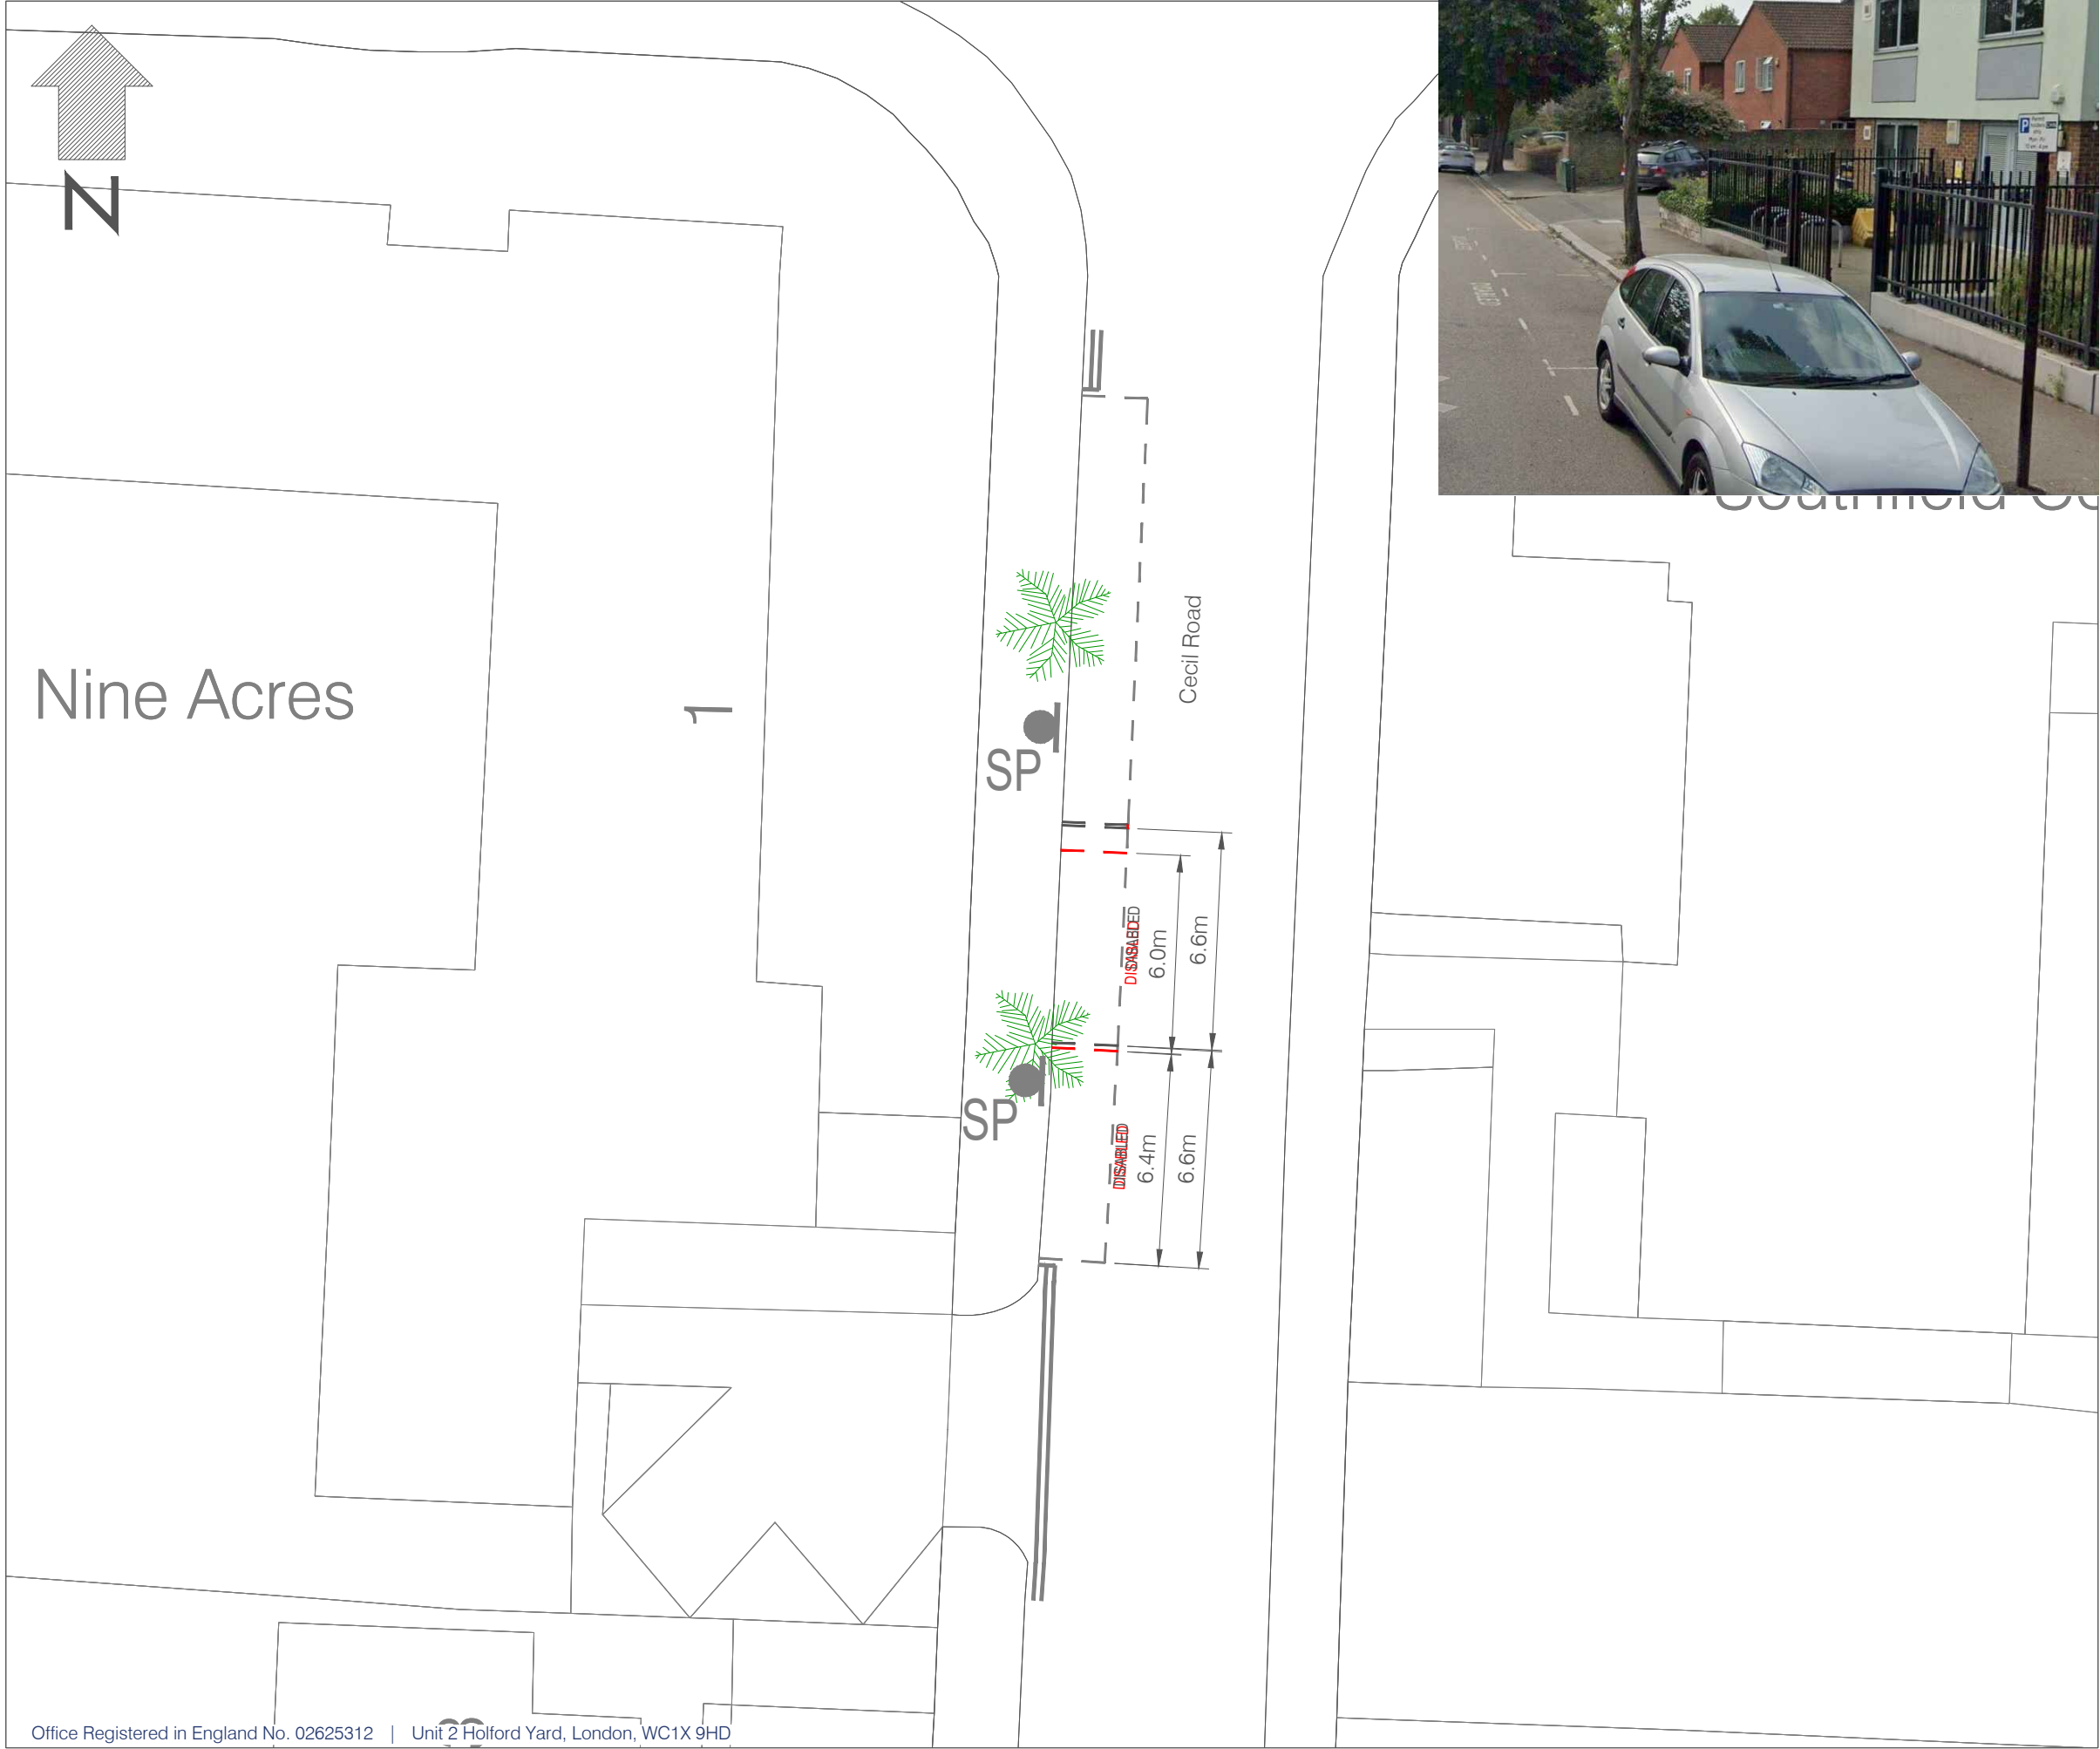 N
Nine Acres
1
Cecil Road
SP
DISABLED
6.0m
6.6m
SP
DISABLED
6.4m
6.6m
Office Registered in England No. 02625312 | Unit 2 Holford Yard, London, WC1X 9HD